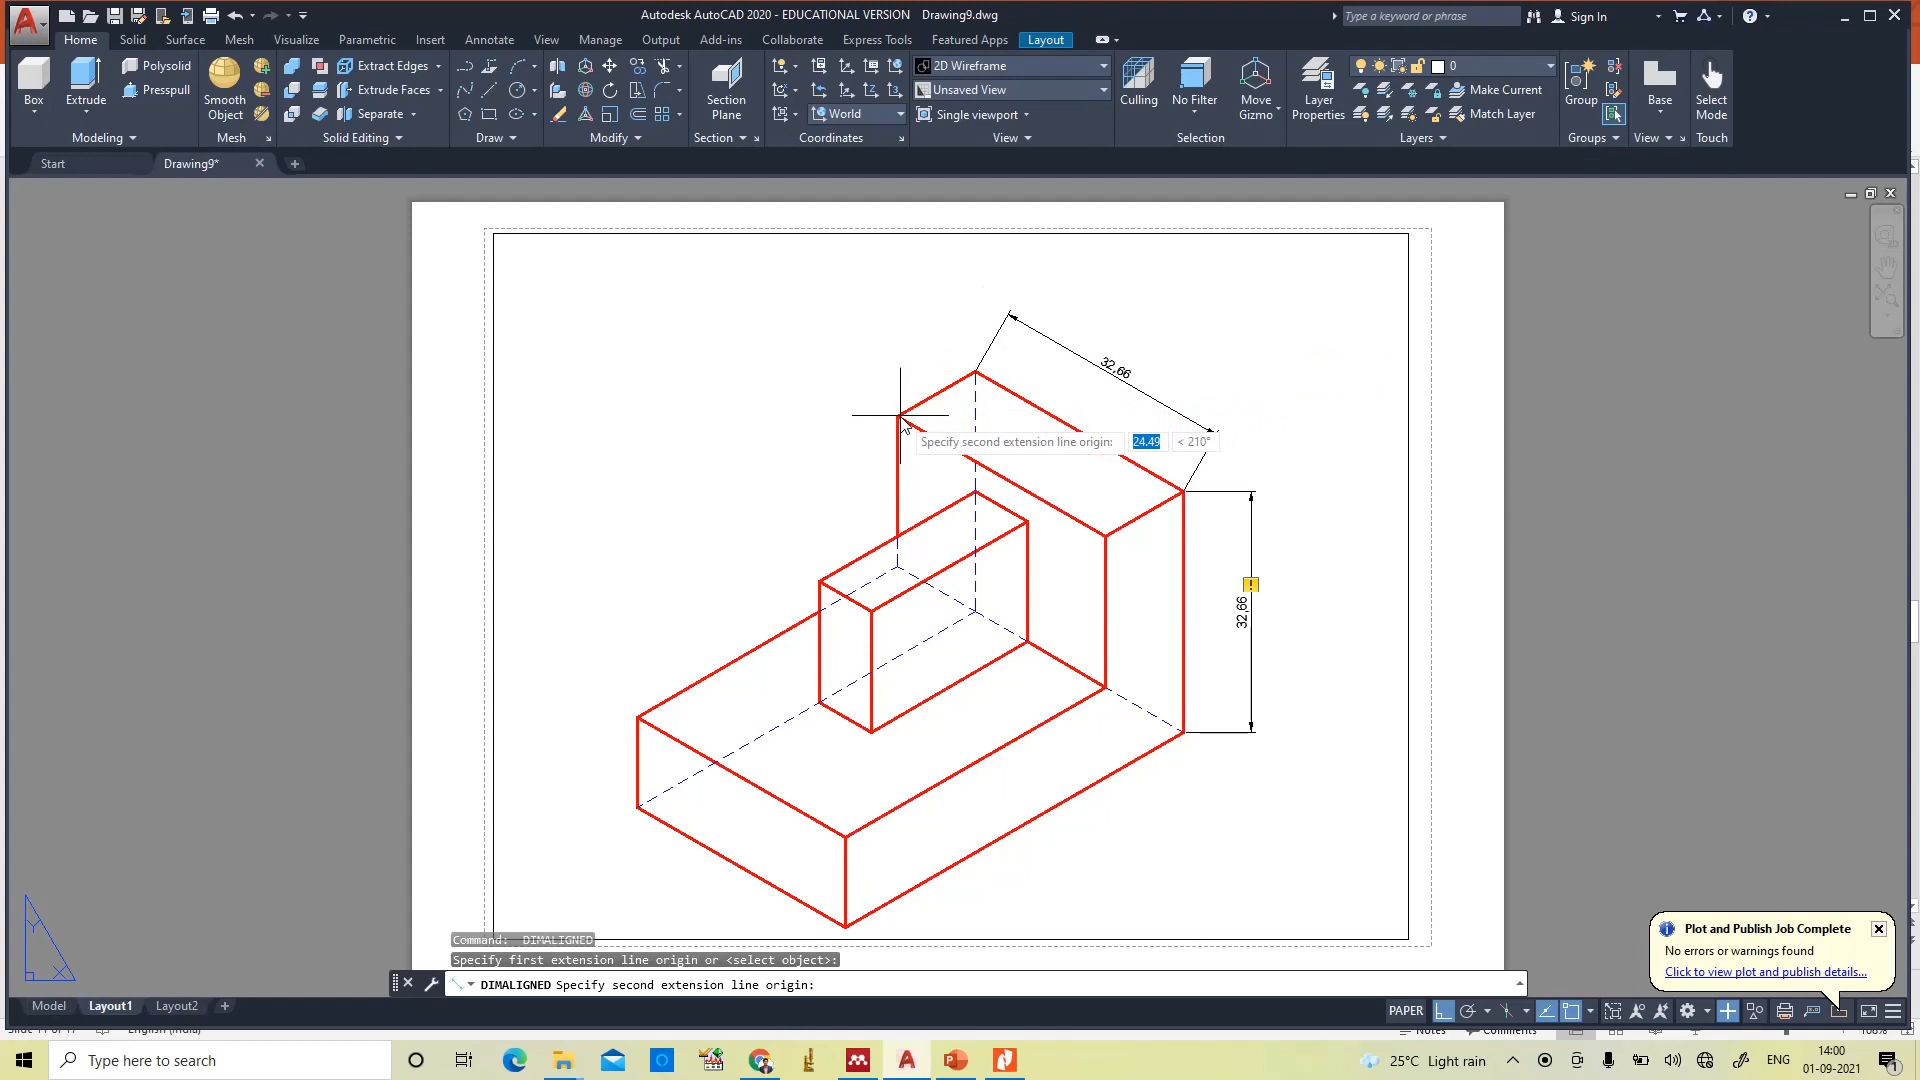 Autodesk AutoCAD 2020 - EDUCATIONAL VERSION Drawing9.dwg
Type a keyword or phrase
Sign In
Home Solid Surface Mesh Visualize Parametric Insert Annotate View Manage Output Add-ins Collaborate Express Tools Featured Apps Layout
Box
Extrude
Polysolid
Presspull
Modeling
Smooth Object
Mesh
Extract Edges
Extrude Faces
Separate
Solid Editing
Draw
Modify
Section Plane
Section
World
Coordinates
2D Wireframe
Unsaved View
Single viewport
View
Culling
No Filter
Move Gizmo
Selection
Layer Properties
0
Make Current
Match Layer
Layers
Group
Groups
Base
View
Select Mode
Touch
Start
Drawing9*
32,66
Specify second extension line origin: 24.49 < 210°
32,66
Y
X
Command: DIMALIGNED
Specify first extension line origin or <select object>:
DIMALIGNED Specify second extension line origin:
Plot and Publish Job Complete
No errors or warnings found
Click to view plot and publish details...
Model Layout1 Layout2
PAPER
English (India)
Notes
Comments
Type here to search
25°C Light rain
ENG
14:00
01-09-2021
1